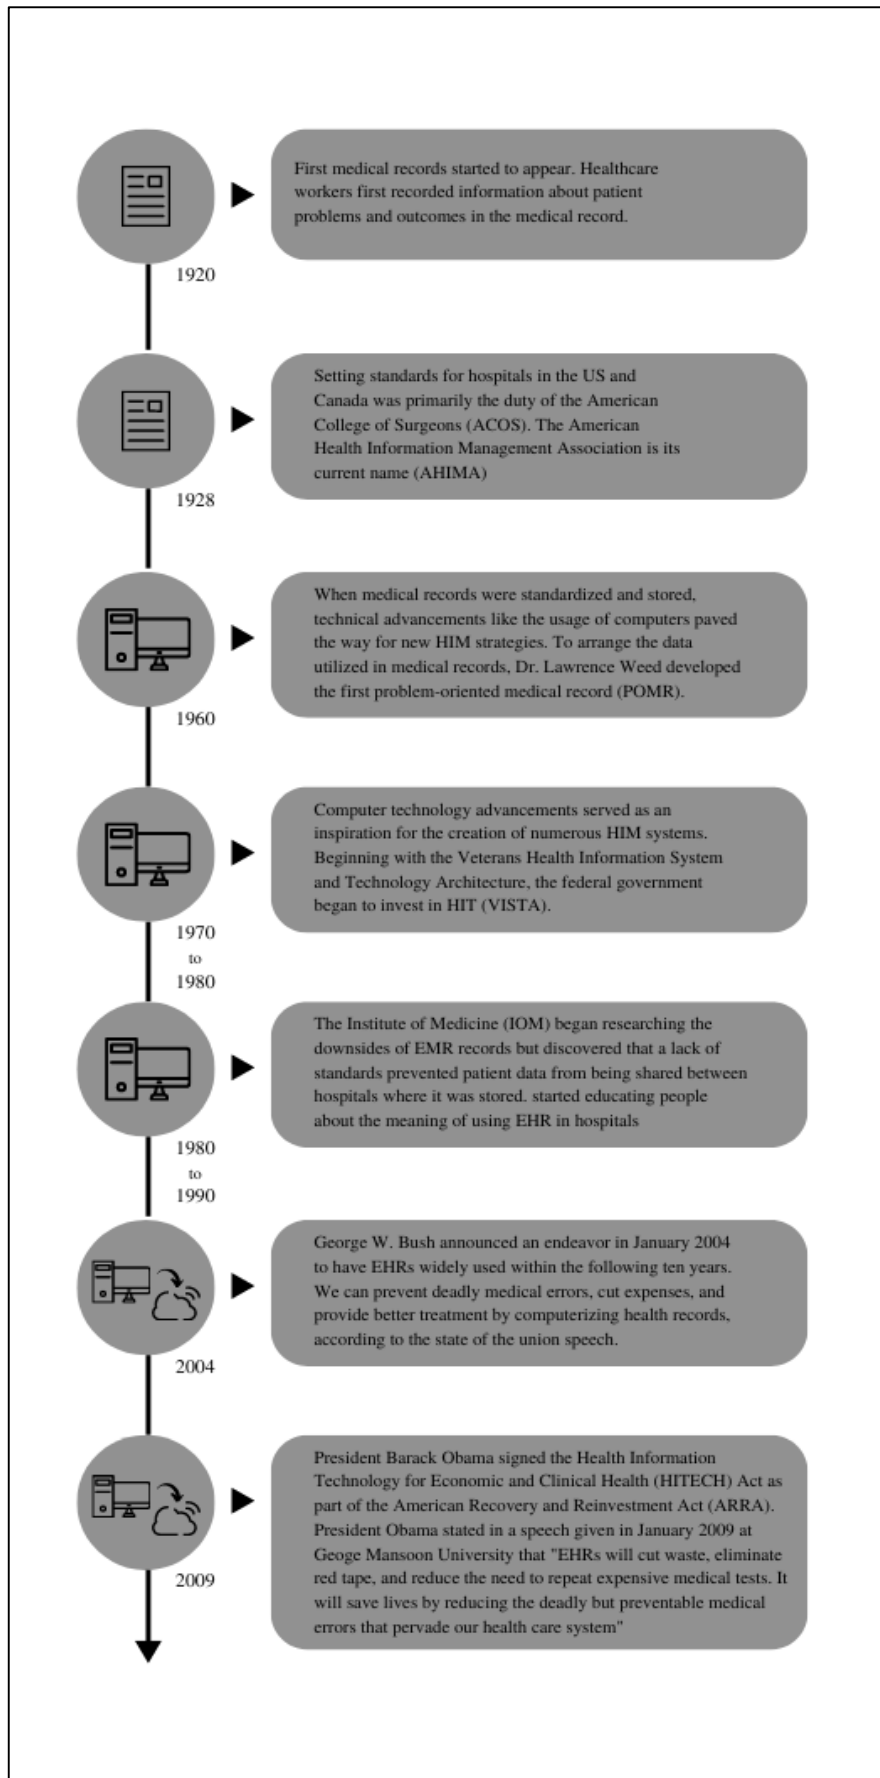 First medical records started to appear. Healthcare
workers first recorded information about patient
problems and outcomes in the medical record.
1920
Setting standards for hospitals in the US and
Canada was primarily the duty of the American
College of Surgeons (ACOS). The American
Health Information Management Association is its
current name (AHIMA)
1928
When medical records were standardized and stored,
technical advancements like the usage of computers paved
the way for new HIM strategies. To arrange the data
utilized in medical records, Dr. Lawrence Weed developed
the first problem-oriented medical record (POMR).
1960
Computer technology advancements served as an
inspiration for the creation of numerous HIM systems.
Beginning with the Veterans Health Information System
and Technology Architecture, the federal government
began to invest in HIT (VISTA).
1970
to
1980
The Institute of Medicine (IOM) began researching the
downsides of EMR records but discovered that a lack of
standards prevented patient data from being shared between
hospitals where it was stored. started educating people
about the meaning of using EHR in hospitals
1980
to
1990
George W. Bush announced an endeavor in January 2004
to have EHRs widely used within the following ten years.
We can prevent deadly medical errors, cut expenses, and
provide better treatment by computerizing health records,
according to the state of the union speech.
2004
President Barack Obama signed the Health Information
Technology for Economic and Clinical Health (HITECH) Act as
part of the American Recovery and Reinvestment Act (ARRA).
President Obama stated in a speech given in January 2009 at
Geoge Mansoon University that "EHRs will cut waste, eliminate
red tape, and reduce the need to repeat expensive medical tests. It
will save lives by reducing the deadly but preventable medical
errors that pervade our health care system"
2009